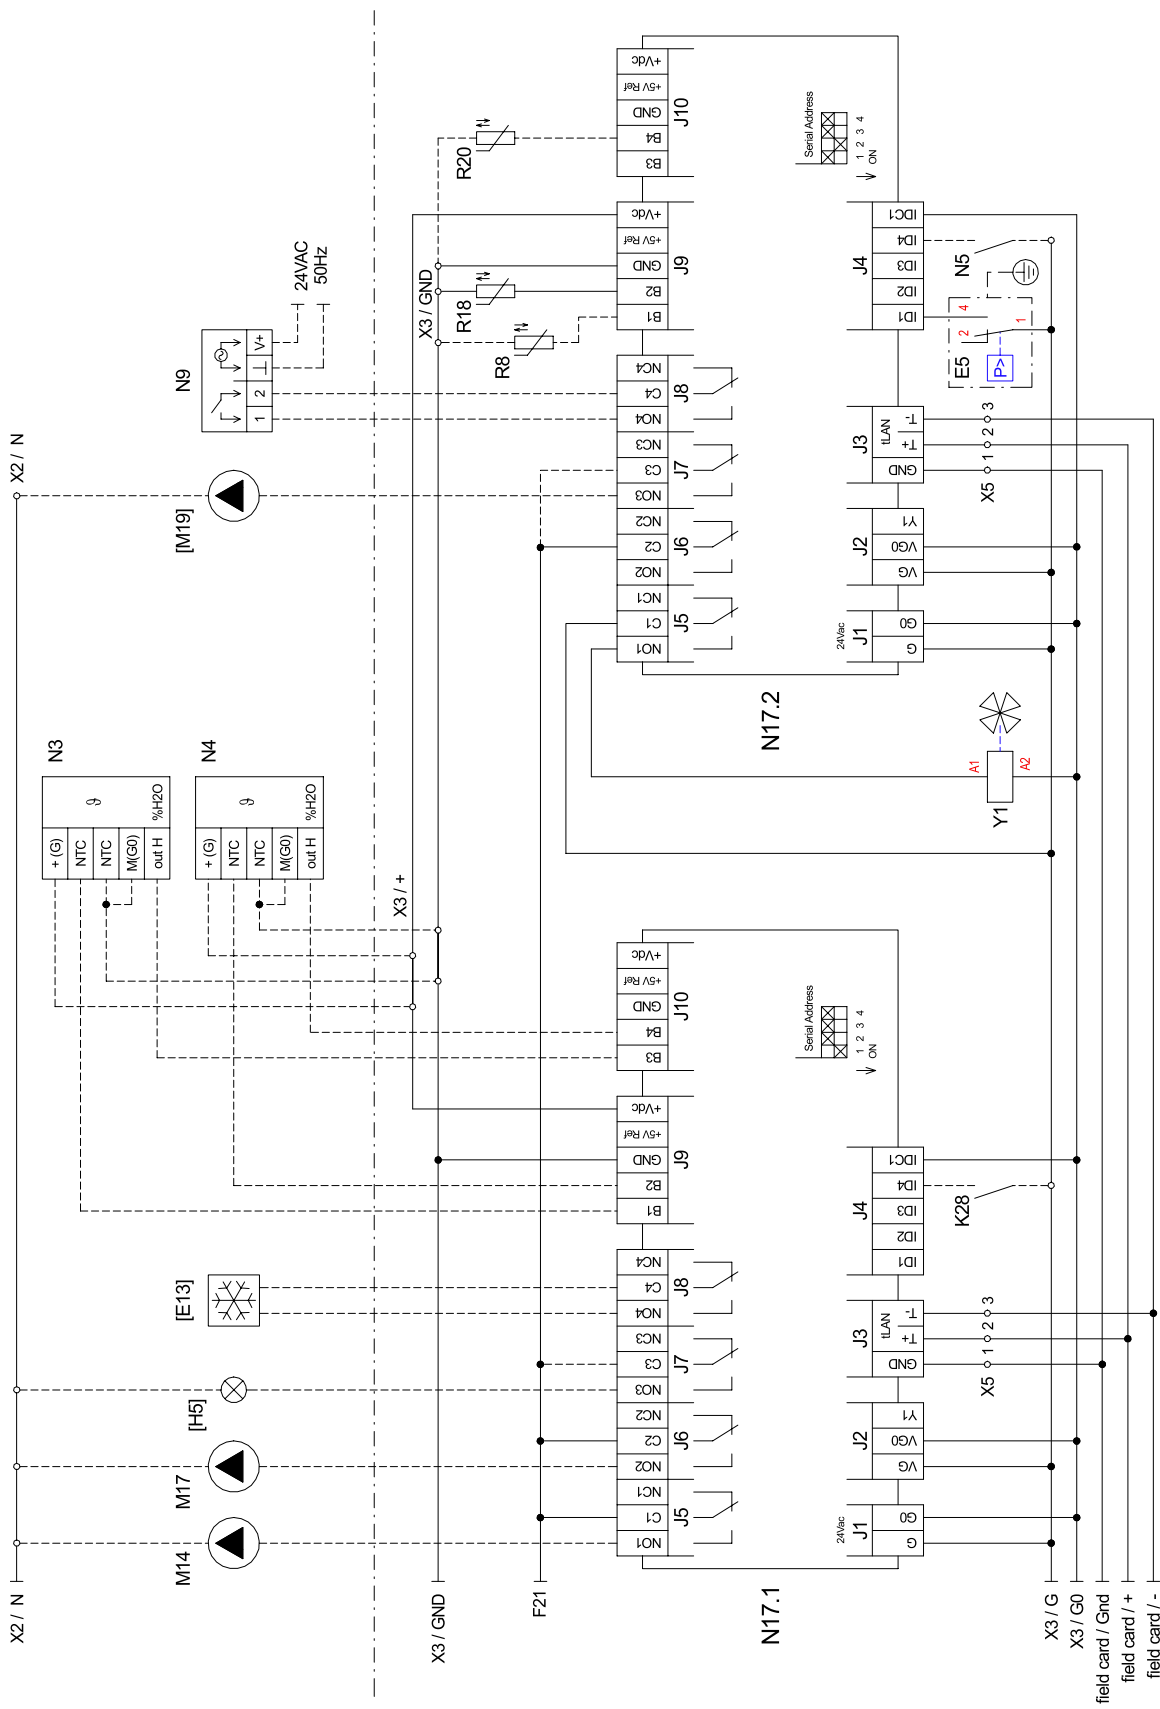 X2 / N
X2 / N
N3
ϑ
%H2O
+ (G)
NTC
NTC
M(G0)
out H
[E13]
[H5]
M17
M14
N4
ϑ
%H2O
+ (G)
NTC
NTC
M(G0)
out H
[M19]
N9
1 2 ⊥ V+
24VAC
50Hz
X3 / +
X3 / GND
X3 / GND
R8
R18
R20
F21
NO1 C1 NC1 NO2 C2 NC2 NO3 C3 NC3 NO4 C4 NC4
J5 J6 J7 J8
B1 B2 GND +5V Ref +Vdc
J9
B3 B4 GND +5V Ref +Vdc
J10
NO1 C1 NC1 NO2 C2 NC2 NO3 C3 NC3 NO4 C4 NC4
J5 J6 J7 J8
B1 B2 GND +5V Ref +Vdc
J9
B3 B4 GND +5V Ref +Vdc
J10
N17.1
Serial Address
1 2 3 4
ON
N17.2
Serial Address
1 2 3 4
ON
24Vac
J1 J2 J3 J4
tLAN
G G0 VG VG0 Y1 GND T+ T- ID1 ID2 ID3 ID4 IDC1
24Vac
J1 J2 J3 J4
tLAN
G G0 VG VG0 Y1 GND T+ T- ID1 ID2 ID3 ID4 IDC1
X5 1 2 3
K28
Y1
A1
A2
X5 1 2 3
E5
P>
2 4
1
N5
X3 / G
X3 / G0
field card / Gnd
field card / +
field card / -